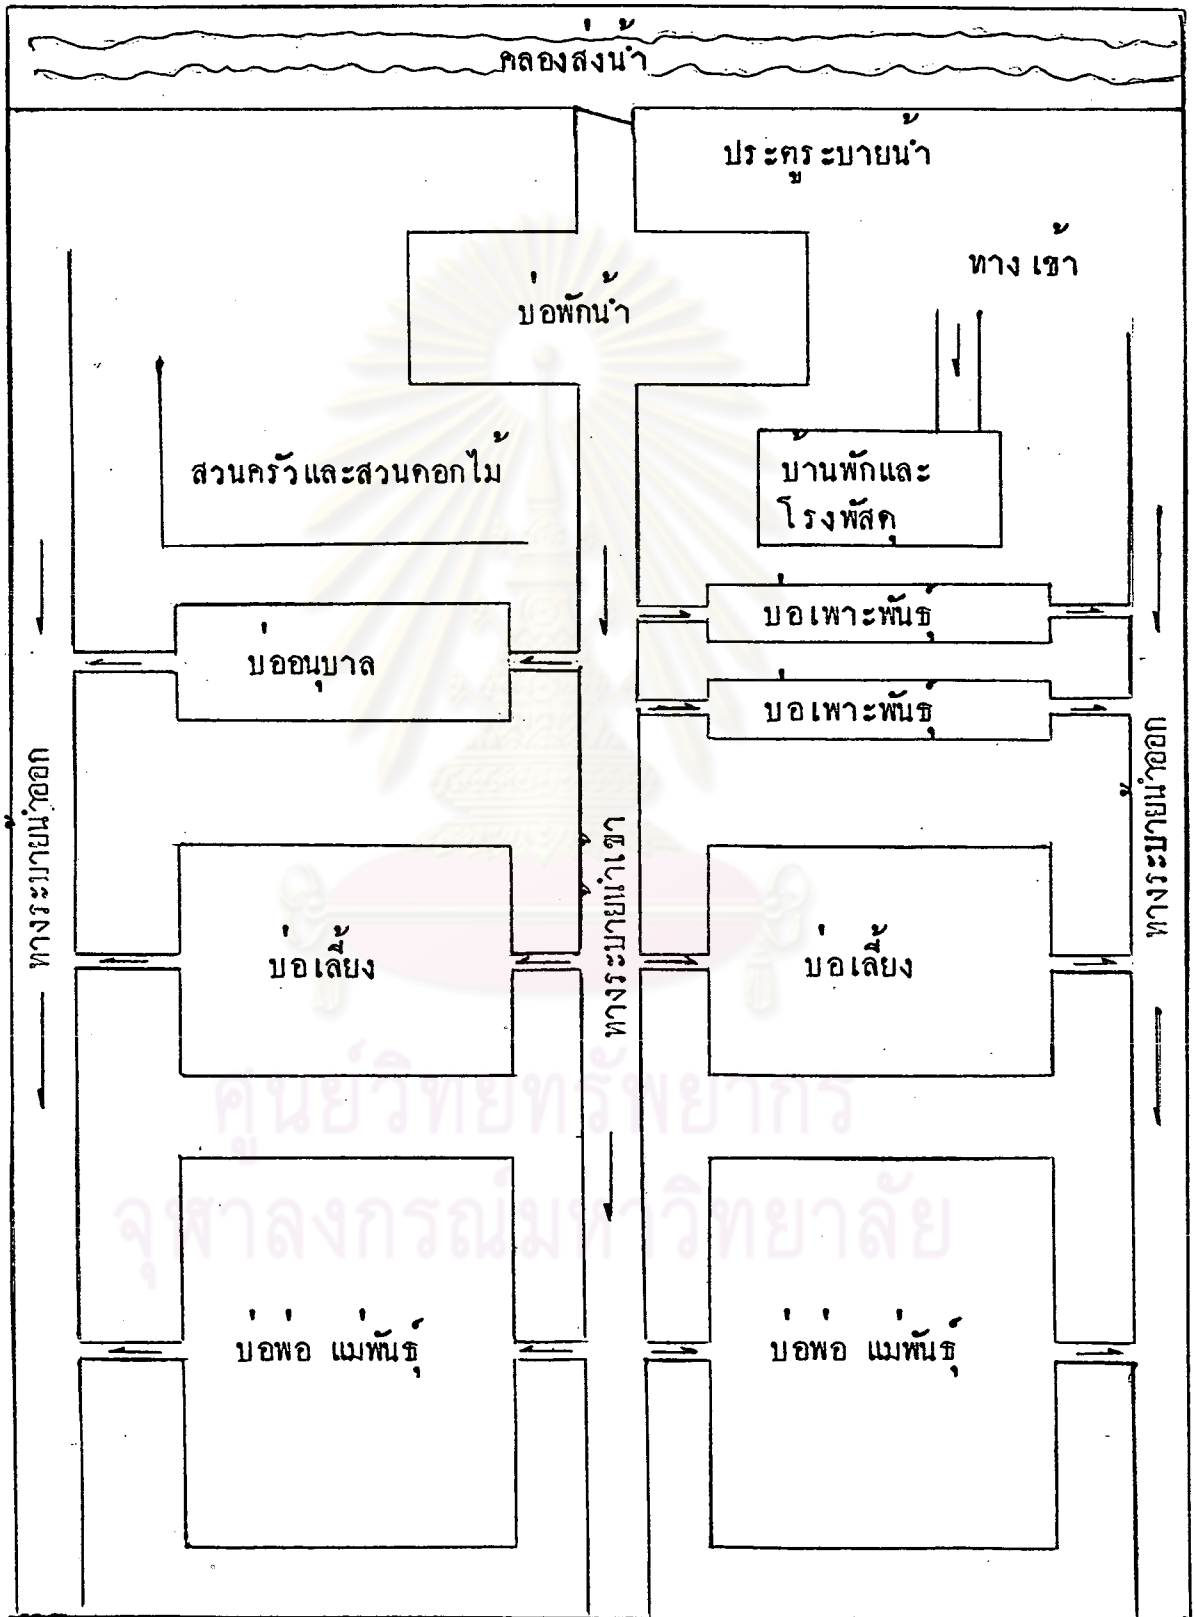 คลองส่งน้ำ
ประตูระบายน้ำ
ทางเข้า
บ่อพักน้ำ
สวนครัวและสวนดอกไม้
บ้านพักและ
โรงพัสดุ
บ่อเพาะพันธุ์
บ่ออนุบาล
บ่อเพาะพันธุ์
ทางระบายน้ำออก
ทางระบายน้ำเข้า
ทางระบายน้ำออก
บ่อเลี้ยง
บ่อเลี้ยง
ศูนย์วิทยทรัพยากร
จุฬาลงกรณ์มหาวิทยาลัย
บ่อพ่อ แม่พันธุ์
บ่อพ่อ แม่พันธุ์